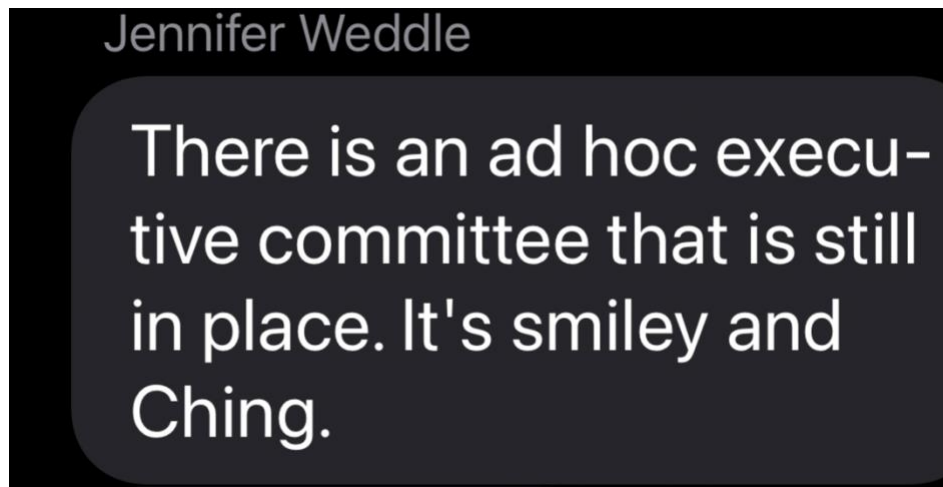 Jennifer Weddle
There is an ad hoc execu-
tive committee that is still
in place. It's smiley and
Ching.